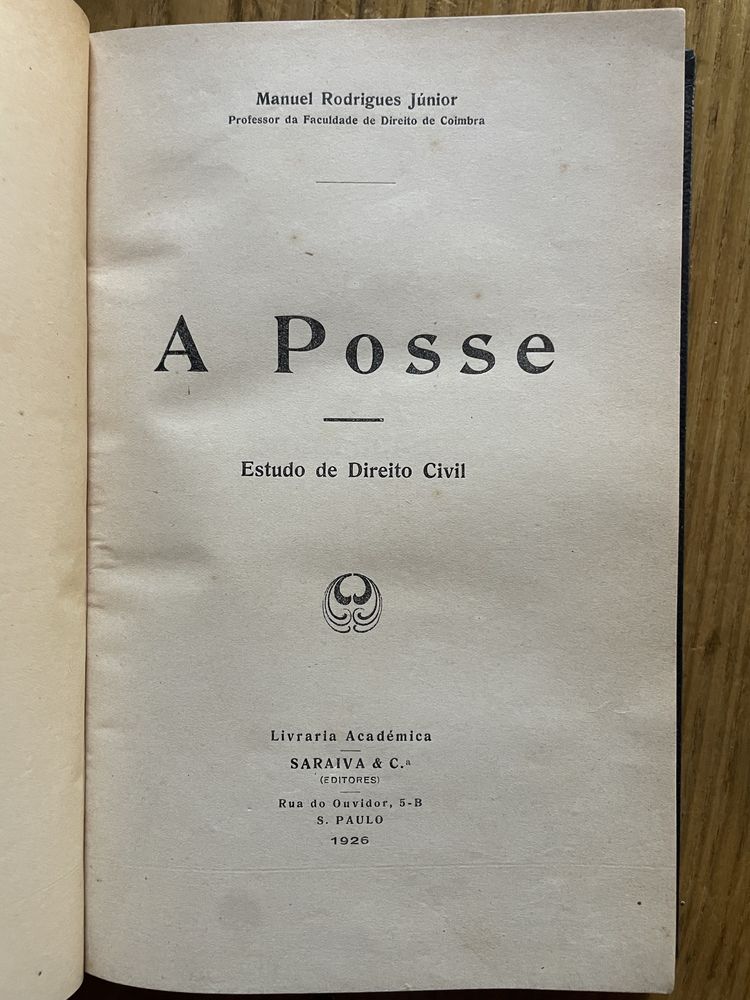 Manuel Rodrigues Júnior
Professor da Faculdade de Direito de Coimbra
A Posse
Estudo de Direito Civil
Livraria Académica
SARAIVA & C.ª
(EDITORES)
Rua do Ouvidor, 5-B
S. PAULO
1926